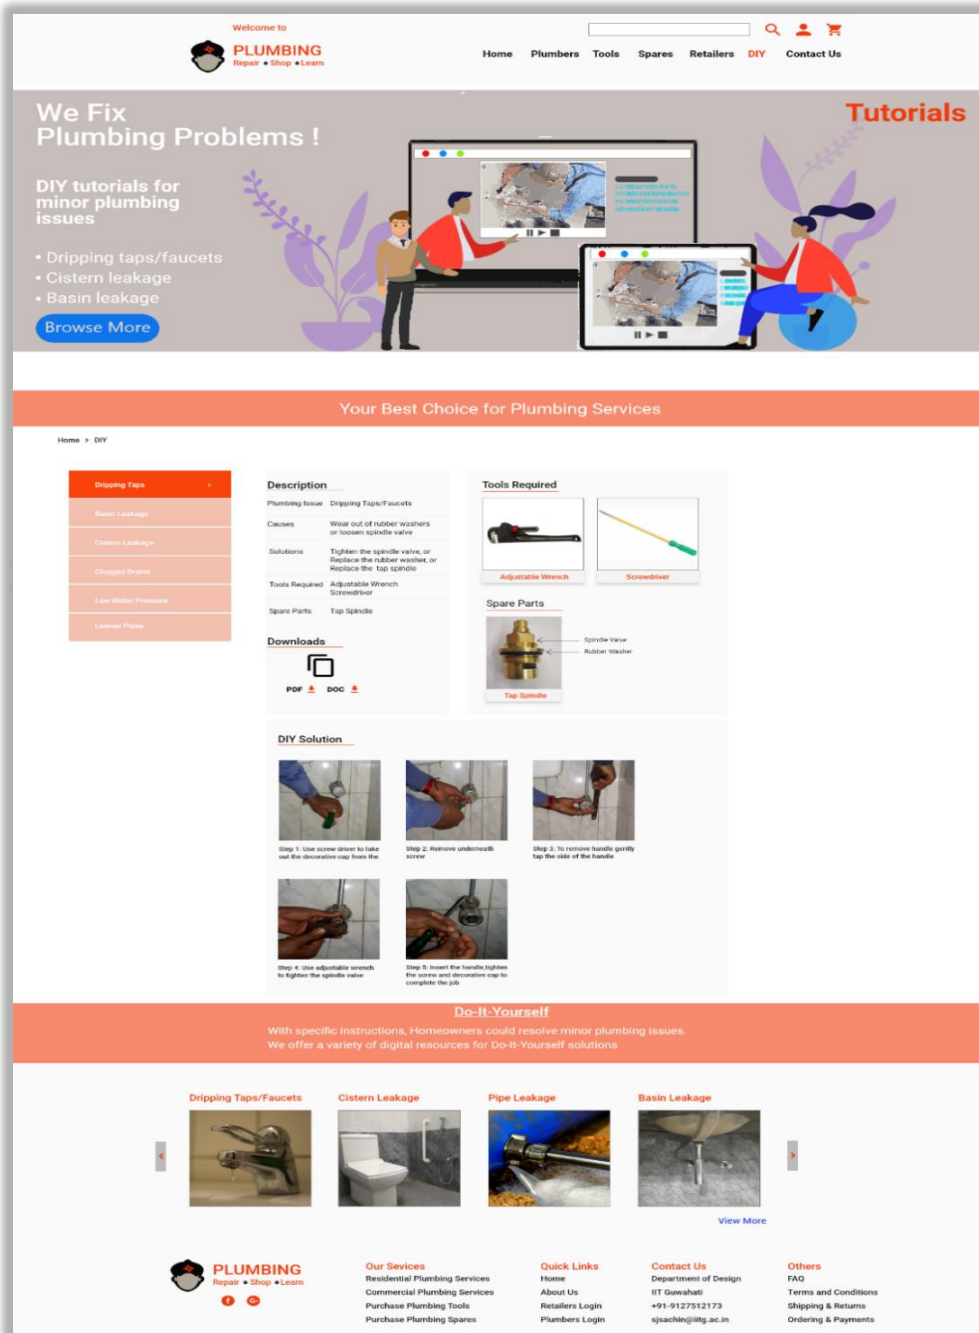 Welcome to
PLUMBING
Repair • Shop • Learn
Home Plumbers Tools Spares Retailers DIY Contact Us
We Fix
Plumbing Problems !
Tutorials
DIY tutorials for
minor plumbing
issues
• Dripping taps/faucets
• Cistern leakage
• Basin leakage
Browse More
Your Best Choice for Plumbing Services
Home > DIY
Dripping Taps >
Basin Leakage
Cistern Leakage
Clogged Drains
Low Water Pressure
Leaked Pipes
Description
Plumbing Issue Dripping Taps/Faucets
Causes Wear out of rubber washers
or loosen spindle valve
Solutions Tighten the spindle valve, or
Replace the rubber washer, or
Replace the tap spindle
Tools Required Adjustable Wrench
Screwdriver
Spare Parts Tap Spindle
Downloads
PDF DOC
Tools Required
Adjustable Wrench Screwdriver
Spare Parts
Spindle Valve
Rubber Washer
Tap Spindle
DIY Solution
Step 1: Use screw driver to take
out the decorative cap from the
Step 2: Remove underneath
screw
Step 3: To remove handle gently
tap the side of the handle
Step 4: Use adjustable wrench
to tighten the spindle valve
Step 5: Insert the handle,tighten
the screw and decorative cap to
complete the job
Do-It-Yourself
With specific instructions, Homeowners could resolve minor plumbing issues.
We offer a variety of digital resources for Do-It-Yourself solutions
Dripping Taps/Faucets Cistern Leakage Pipe Leakage Basin Leakage
< >
View More
PLUMBING
Repair • Shop • Learn
Our Sevices
Residential Plumbing Services
Commercial Plumbing Services
Purchase Plumbing Tools
Purchase Plumbing Spares
Quick Links
Home
About Us
Retailers Login
Plumbers Login
Contact Us
Department of Design
IIT Guwahati
+91-9127512173
sjsachin@iitg.ac.in
Others
FAQ
Terms and Conditions
Shipping & Returns
Ordering & Payments